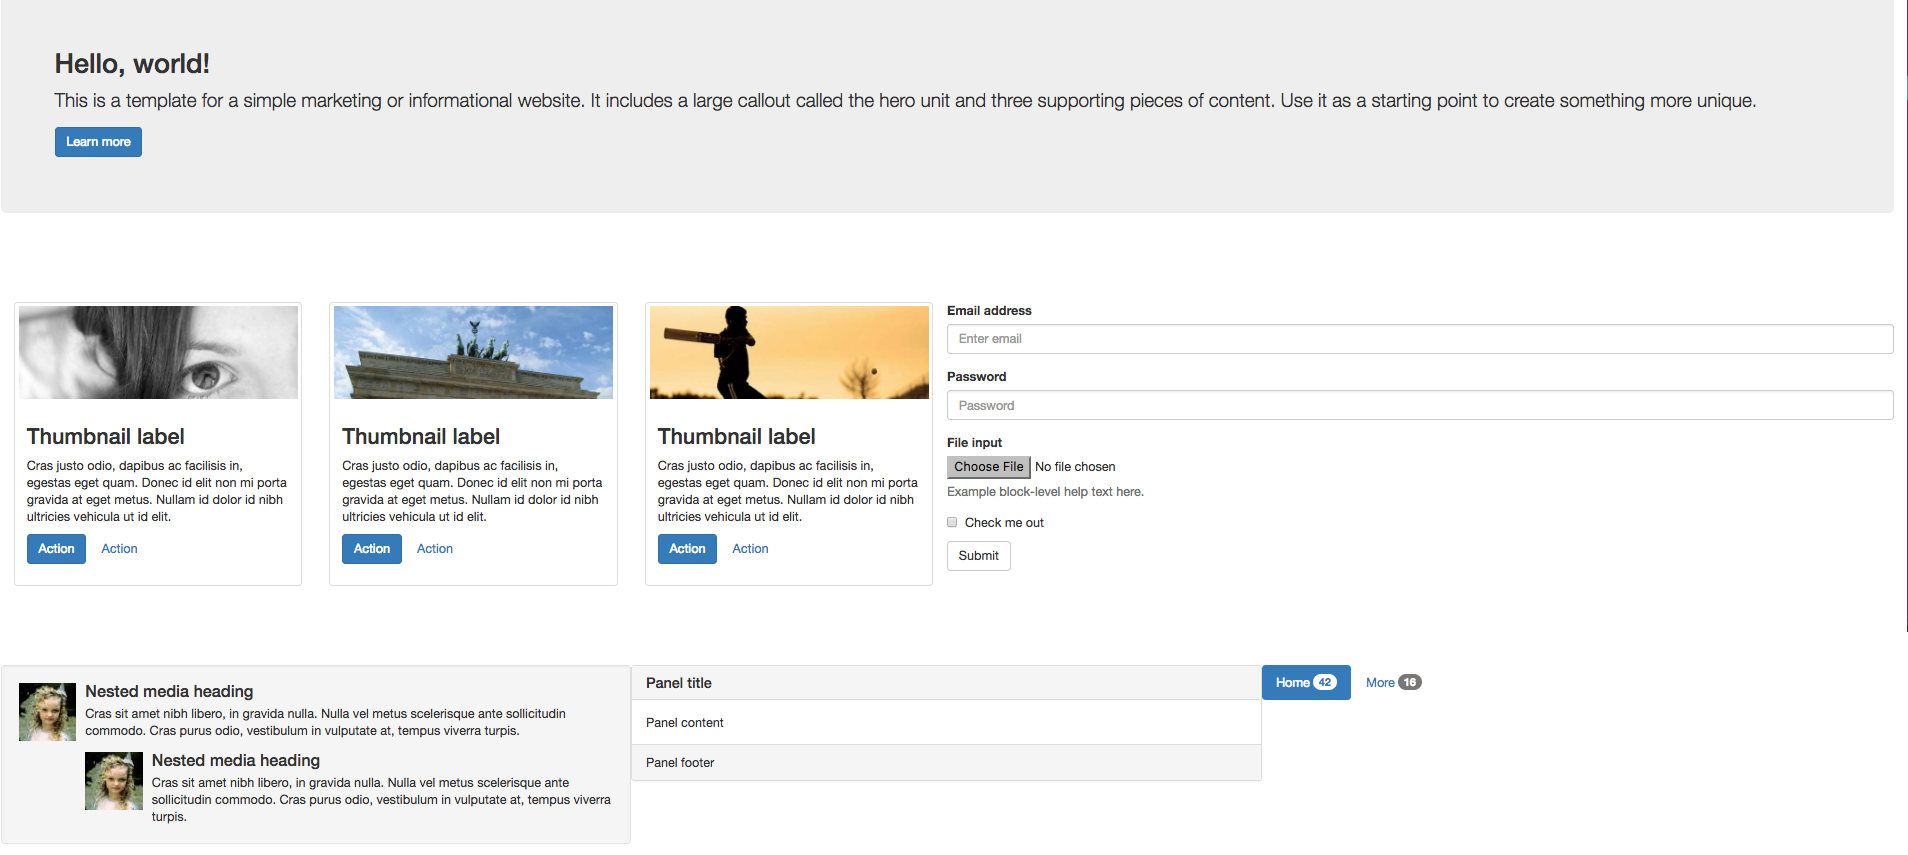 Hello, world!
This is a template for a simple marketing or informational website. It includes a large callout called the hero unit and three supporting pieces of content. Use it as a starting point to create something more unique.
Learn more
Thumbnail label
Cras justo odio, dapibus ac facilisis in,
egestas eget quam. Donec id elit non mi porta
gravida at eget metus. Nullam id dolor id nibh
ultricies vehicula ut id elit.
Action Action
Thumbnail label
Cras justo odio, dapibus ac facilisis in,
egestas eget quam. Donec id elit non mi porta
gravida at eget metus. Nullam id dolor id nibh
ultricies vehicula ut id elit.
Action Action
Thumbnail label
Cras justo odio, dapibus ac facilisis in,
egestas eget quam. Donec id elit non mi porta
gravida at eget metus. Nullam id dolor id nibh
ultricies vehicula ut id elit.
Action Action
Email address
Enter email
Password
Password
File input
Choose File No file chosen
Example block-level help text here.
Check me out
Submit
Nested media heading
Cras sit amet nibh libero, in gravida nulla. Nulla vel metus scelerisque ante sollicitudin
commodo. Cras purus odio, vestibulum in vulputate at, tempus viverra turpis.
Nested media heading
Cras sit amet nibh libero, in gravida nulla. Nulla vel metus scelerisque ante
sollicitudin commodo. Cras purus odio, vestibulum in vulputate at, tempus viverra
turpis.
Panel title
Panel content
Panel footer
Home 42 More 16